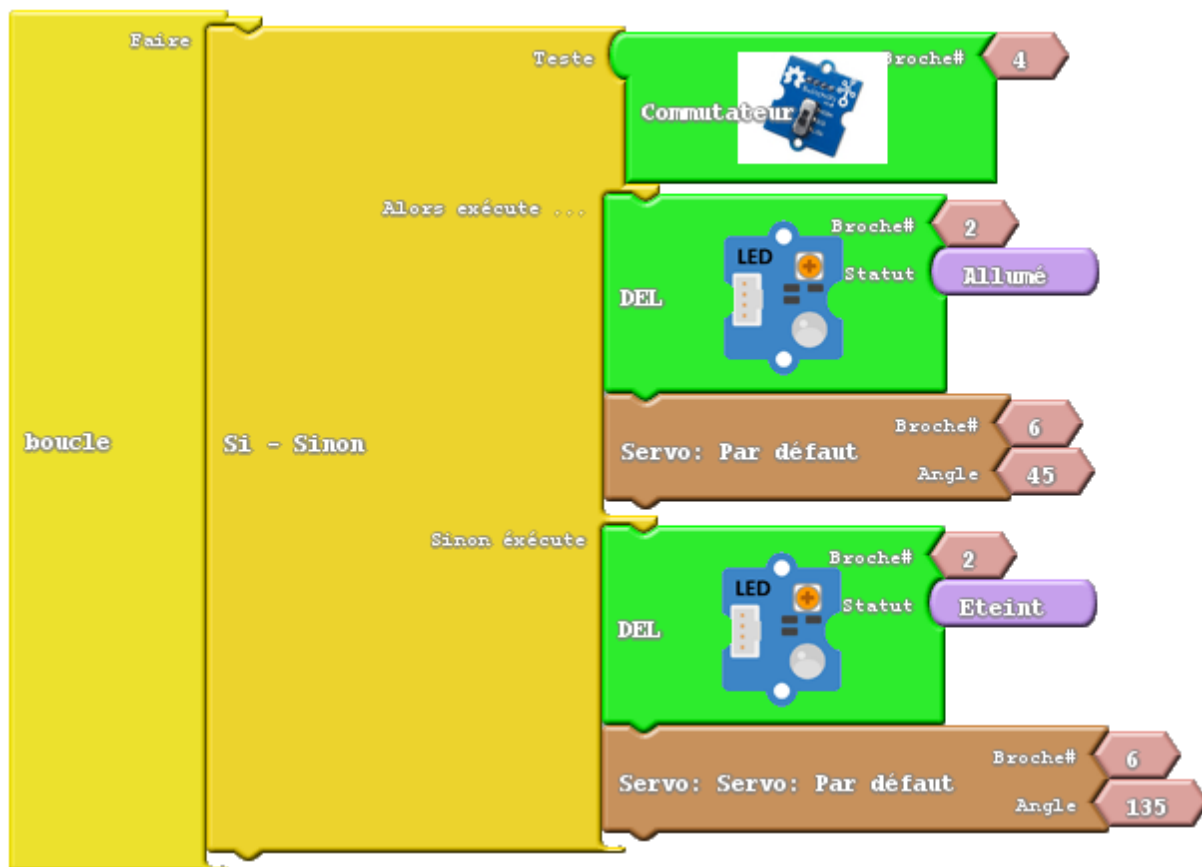 Faire
Teste
Broche#
4
Commutateur
Alors exécute ...
Broche#
2
LED
Statut
Allumé
DEL
boucle
Si - Sinon
Broche#
6
Servo: Par défaut
Angle
45
Sinon éxécute
Broche#
2
LED
Statut
Eteint
DEL
Broche#
6
Servo: Servo: Par défaut
Angle
135